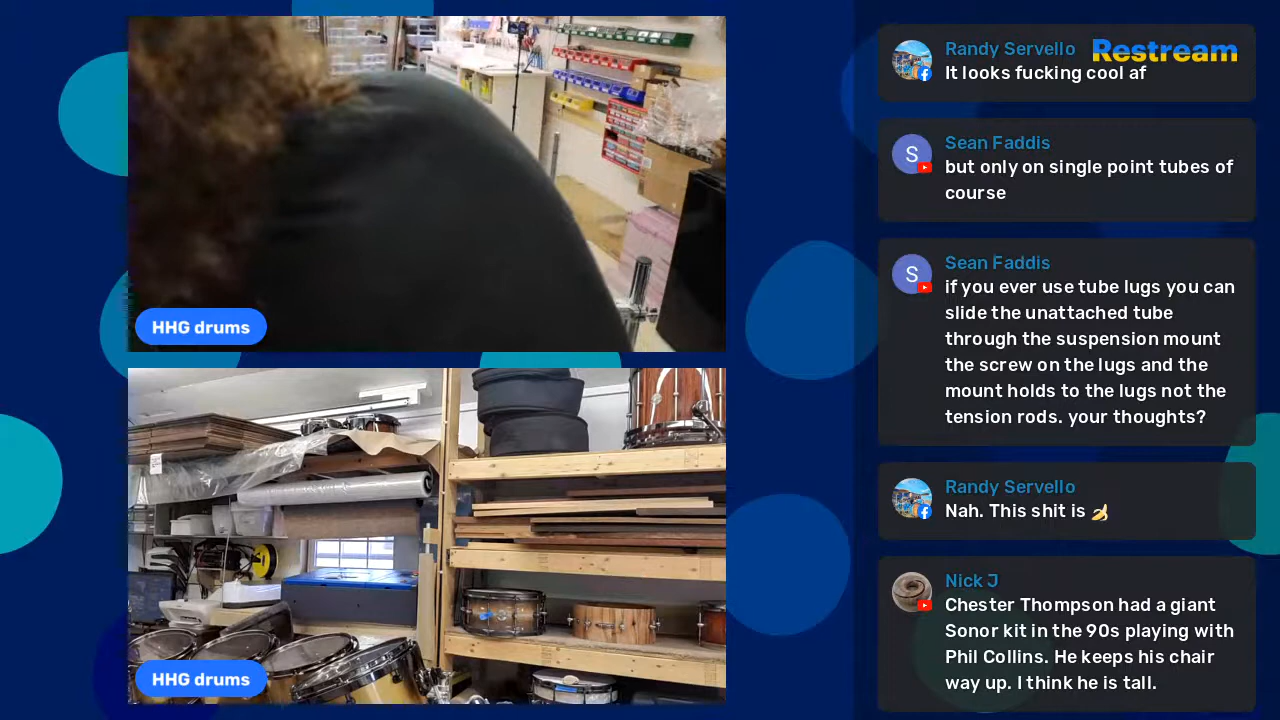 HHG drums
HHG drums
Restream
Randy Servello
It looks fucking cool af
Sean Faddis
but only on single point tubes of
course
Sean Faddis
if you ever use tube lugs you can
slide the unattached tube
through the suspension mount
the screw on the lugs and the
mount holds to the lugs not the
tension rods. your thoughts?
Randy Servello
Nah. This shit is 🍌
Nick J
Chester Thompson had a giant
Sonor kit in the 90s playing with
Phil Collins. He keeps his chair
way up. I think he is tall.